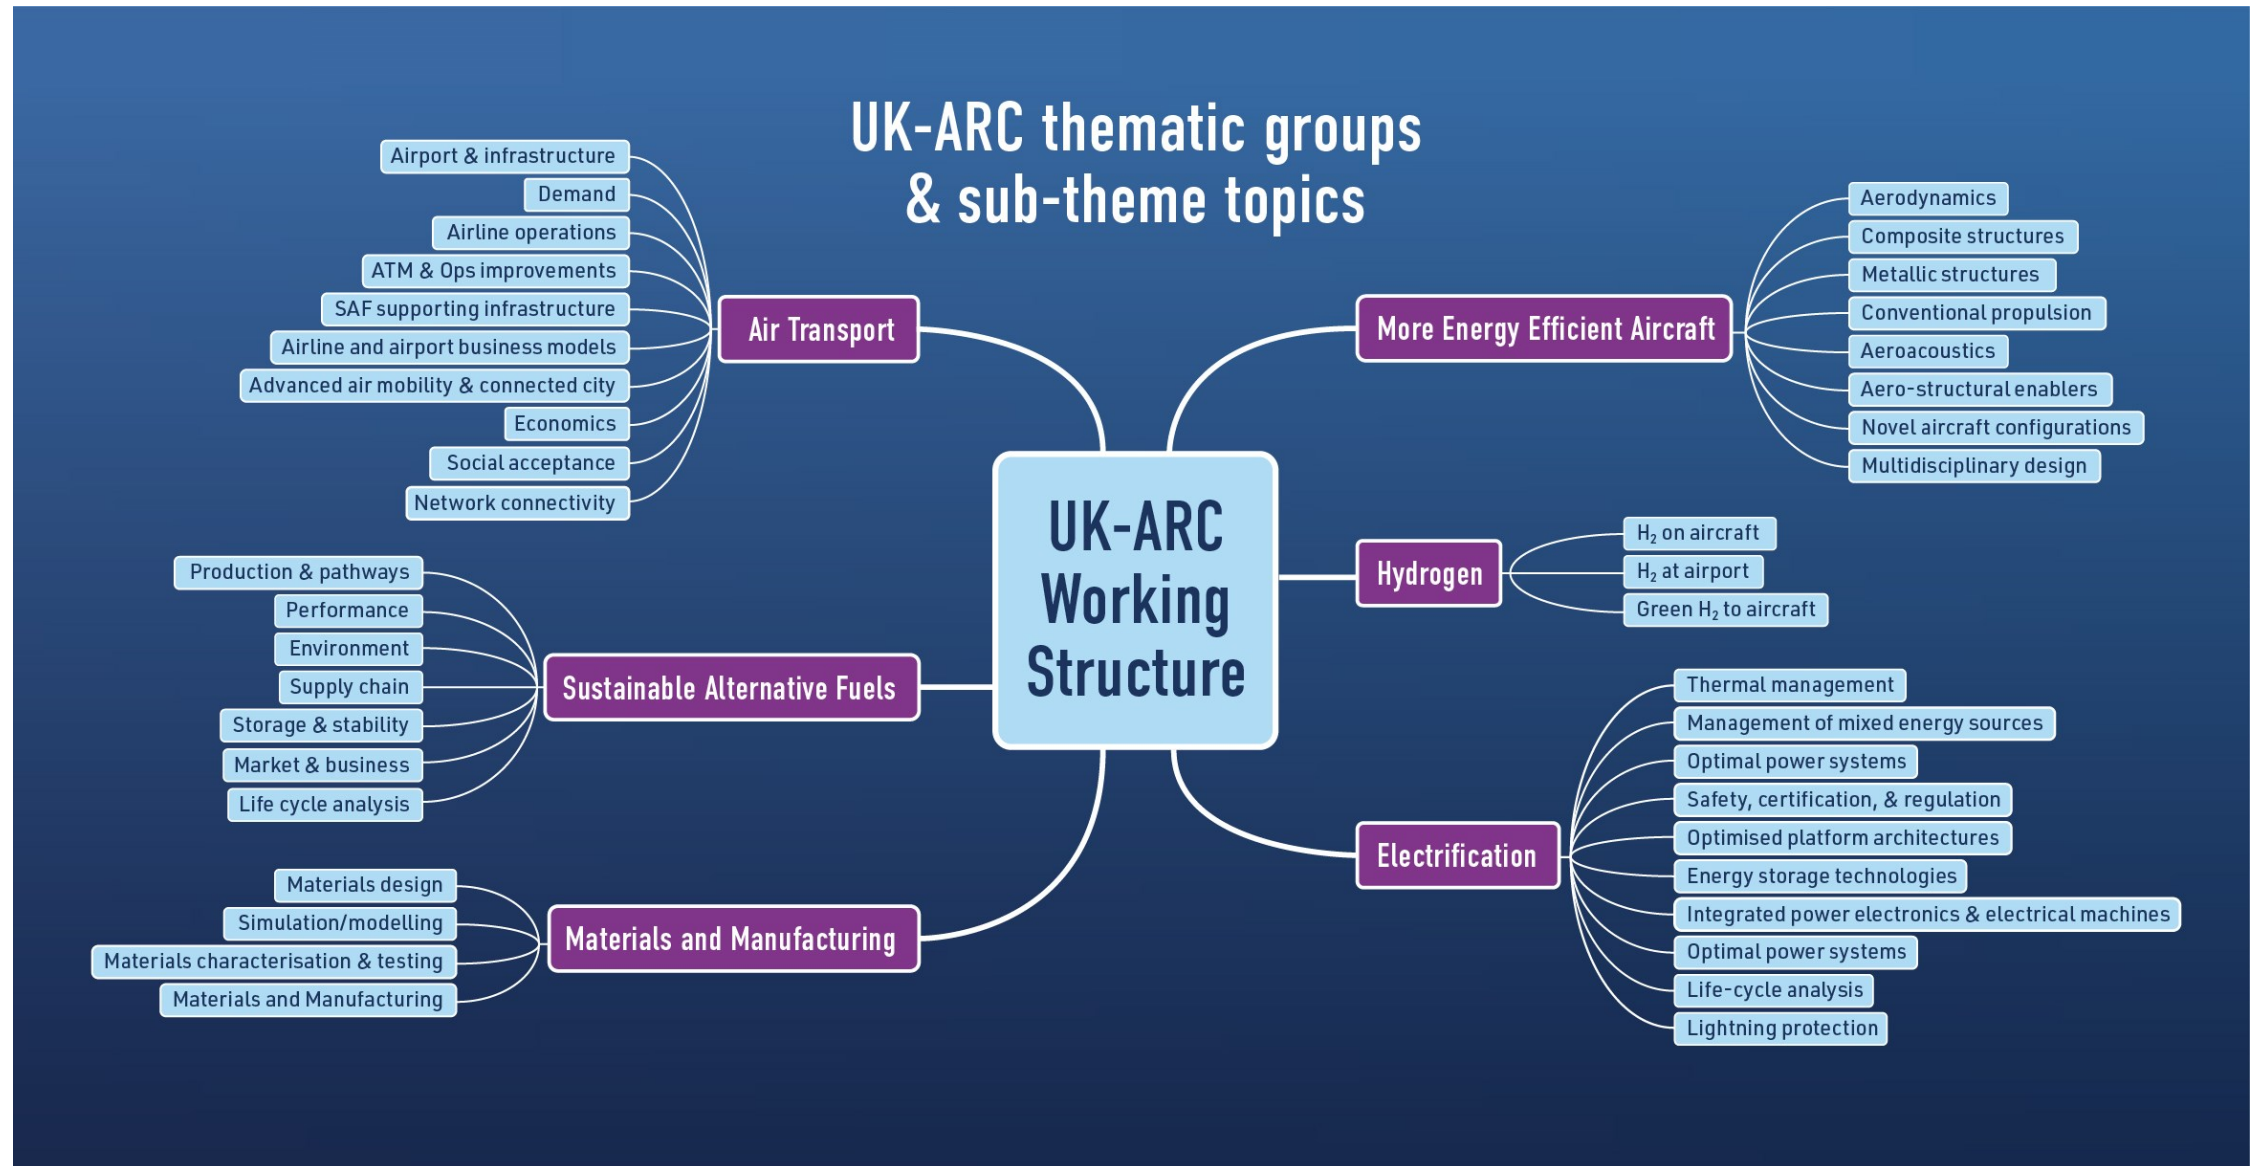 UK-ARC thematic groups
& sub-theme topics
Airport & infrastructure
Demand
Airline operations
ATM & Ops improvements
SAF supporting infrastructure
Airline and airport business models
Advanced air mobility & connected city
Economics
Social acceptance
Network connectivity
Air Transport
Production & pathways
Performance
Environment
Supply chain
Storage & stability
Market & business
Life cycle analysis
Sustainable Alternative Fuels
Materials design
Simulation/modelling
Materials characterisation & testing
Materials and Manufacturing
Materials and Manufacturing
UK-ARC
Working
Structure
More Energy Efficient Aircraft
Aerodynamics
Composite structures
Metallic structures
Conventional propulsion
Aeroacoustics
Aero-structural enablers
Novel aircraft configurations
Multidisciplinary design
Hydrogen
H₂ on aircraft
H₂ at airport
Green H₂ to aircraft
Electrification
Thermal management
Management of mixed energy sources
Optimal power systems
Safety, certification, & regulation
Optimised platform architectures
Energy storage technologies
Integrated power electronics & electrical machines
Optimal power systems
Life-cycle analysis
Lightning protection